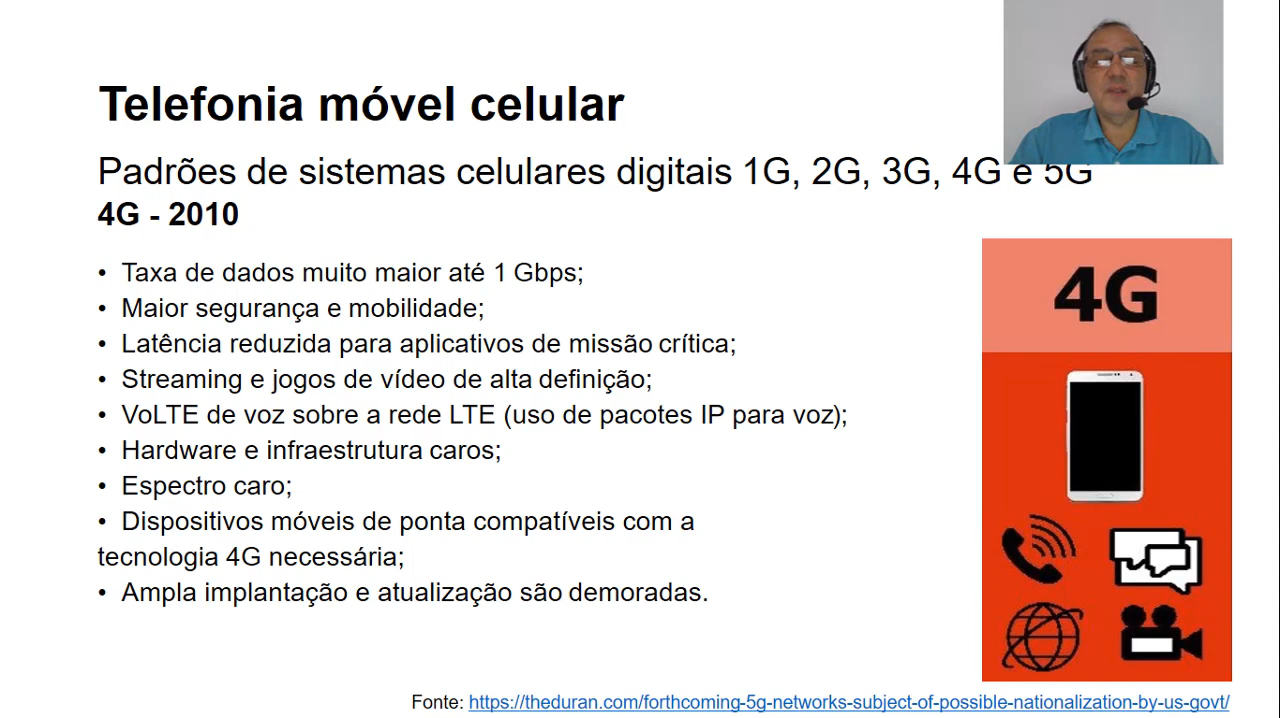 Telefonia móvel celular
Padrões de sistemas celulares digitais 1G, 2G, 3G, 4G e 5G
4G - 2010
• Taxa de dados muito maior até 1 Gbps;
• Maior segurança e mobilidade;
• Latência reduzida para aplicativos de missão crítica;
• Streaming e jogos de vídeo de alta definição;
• VoLTE de voz sobre a rede LTE (uso de pacotes IP para voz);
• Hardware e infraestrutura caros;
• Espectro caro;
• Dispositivos móveis de ponta compatíveis com a
tecnologia 4G necessária;
• Ampla implantação e atualização são demoradas.
4G
Fonte: https://theduran.com/forthcoming-5g-networks-subject-of-possible-nationalization-by-us-govt/